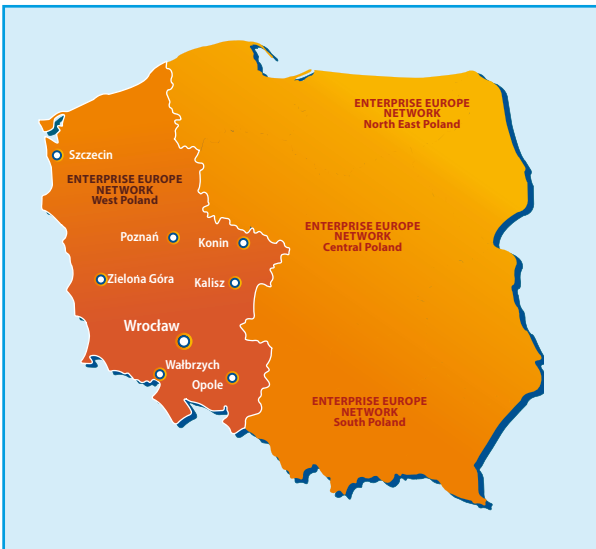 ENTERPRISE EUROPE
NETWORK
North East Poland
Szczecin
ENTERPRISE EUROPE
NETWORK
West Poland
Poznań
Konin
ENTERPRISE EUROPE
NETWORK
Central Poland
Zielona Góra
Kalisz
Wrocław
Wałbrzych
Opole
ENTERPRISE EUROPE
NETWORK
South Poland